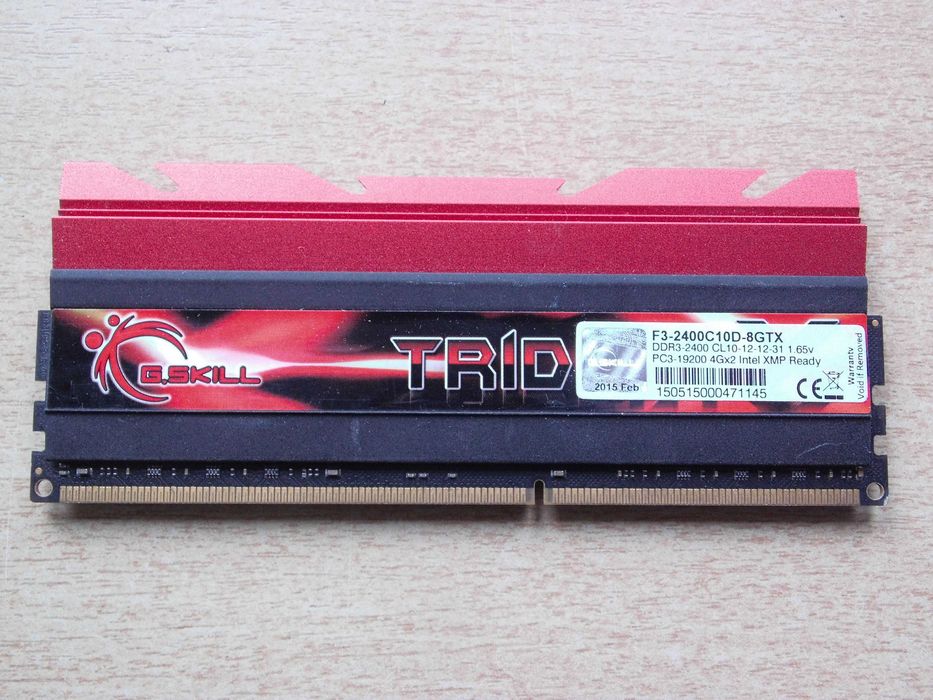 G.SKILL
TRID
G.SKILL
2015 Feb
F3-2400C10D-8GTX
DDR3-2400 CL10-12-12-31 1.65v
PC3-19200 4Gx2 Intel XMP Ready
150515000471145
CE
Warranty
Void if Removed